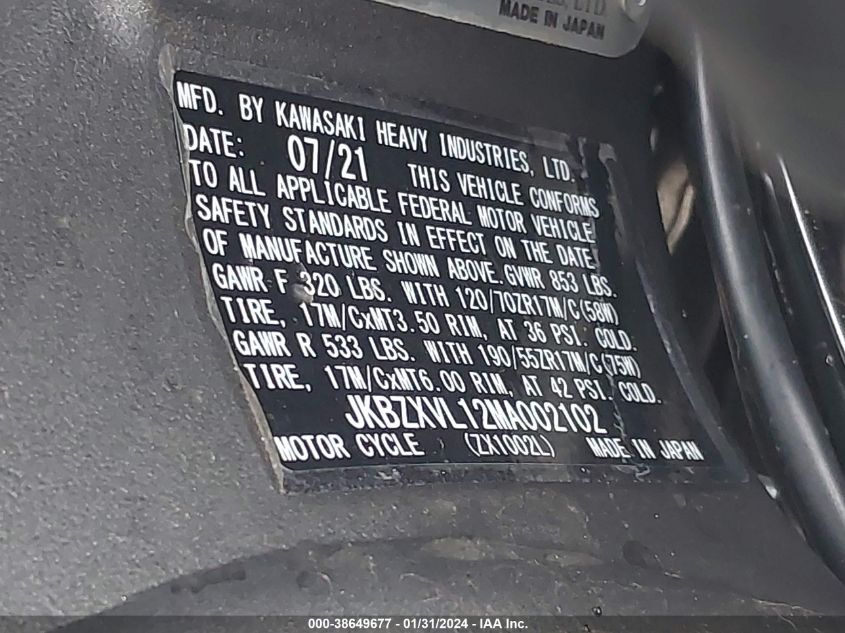 LTD.
MADE IN JAPAN
MFD. BY KAWASAKI HEAVY INDUSTRIES, LTD.
DATE: 07/21 THIS VEHICLE CONFORMS
TO ALL APPLICABLE FEDERAL MOTOR VEHICLE
SAFETY STANDARDS IN EFFECT ON THE DATE
OF MANUFACTURE SHOWN ABOVE. GVWR 853 LBS.
GAWR F 320 LBS. WITH 120/70ZR17M/C(58W)
TIRE, 17M/CxMT3.50 RIM, AT 36 PSI. COLD.
GAWR R 533 LBS. WITH 190/55ZR17M/C(75W)
TIRE, 17M/CxMT6.00 RIM, AT 42 PSI. COLD.
JKBZXVL12MA002102
MOTOR CYCLE (ZX1002L) MADE IN JAPAN
000-38649677 - 01/31/2024 - IAA Inc.